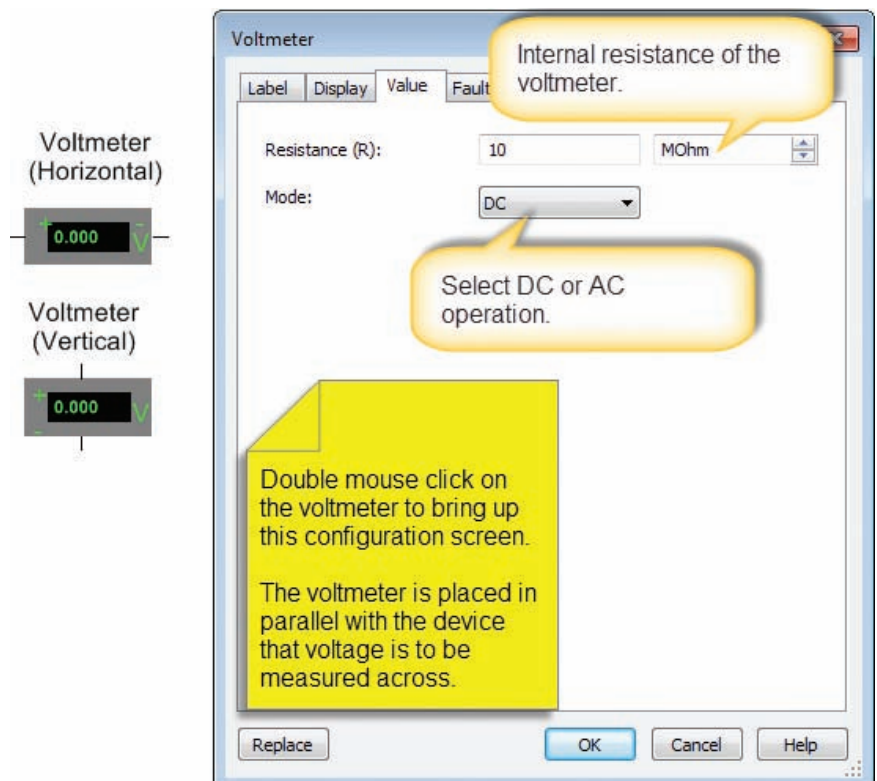 Voltmeter
(Horizontal)
+ 0.000 - V
Voltmeter
(Vertical)
+ 0.000 V
-
Voltmeter
Label Display Value Fault
Internal resistance of the
voltmeter.
Resistance (R): 10 MOhm
Mode: DC
Select DC or AC
operation.
Double mouse click on
the voltmeter to bring up
this configuration screen.
The voltmeter is placed in
parallel with the device
that voltage is to be
measured across.
Replace OK Cancel Help